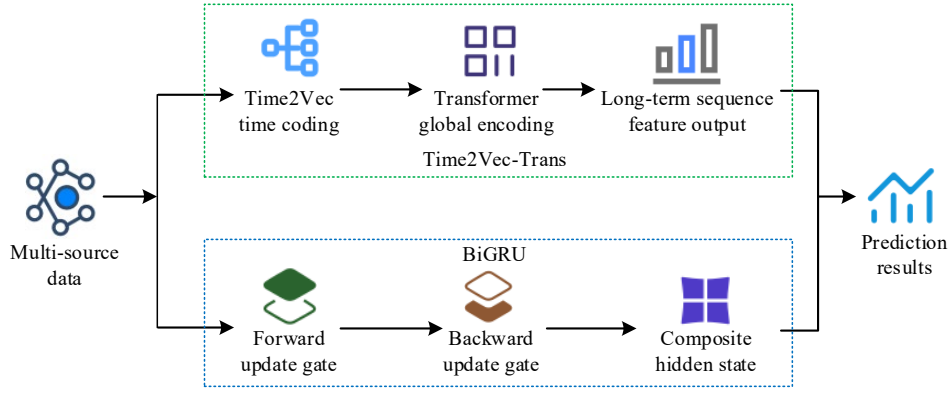 Time2Vec
time coding
Transformer
global encoding
Long-term sequence
feature output
Time2Vec-Trans
Multi-source
data
BiGRU
Forward
update gate
Backward
update gate
Composite
hidden state
Prediction
results